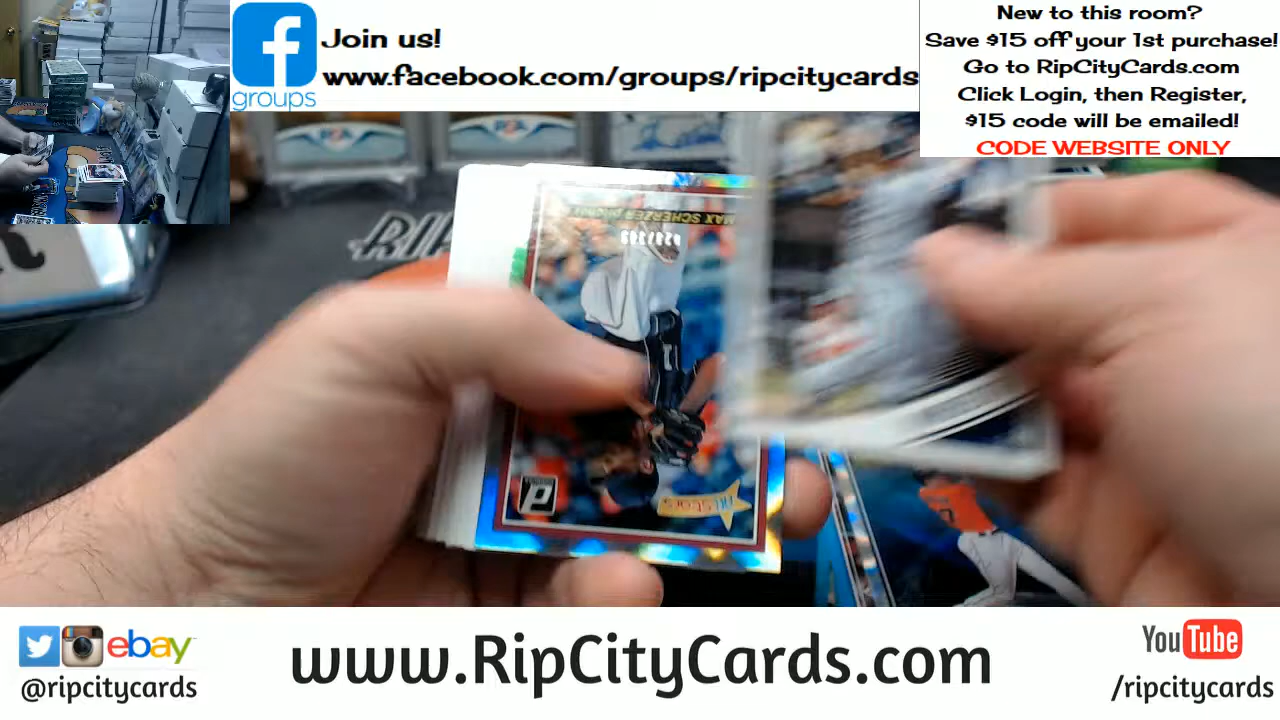 Join us!
www.facebook.com/groups/ripcitycards
groups
New to this room?
Save $15 off your 1st purchase!
Go to RipCityCards.com
Click Login, then Register,
$15 code will be emailed!
CODE WEBSITE ONLY
MAX SCHERZER
ALL STARS
ebay
@ripcitycards
www.RipCityCards.com
YouTube
/ripcitycards